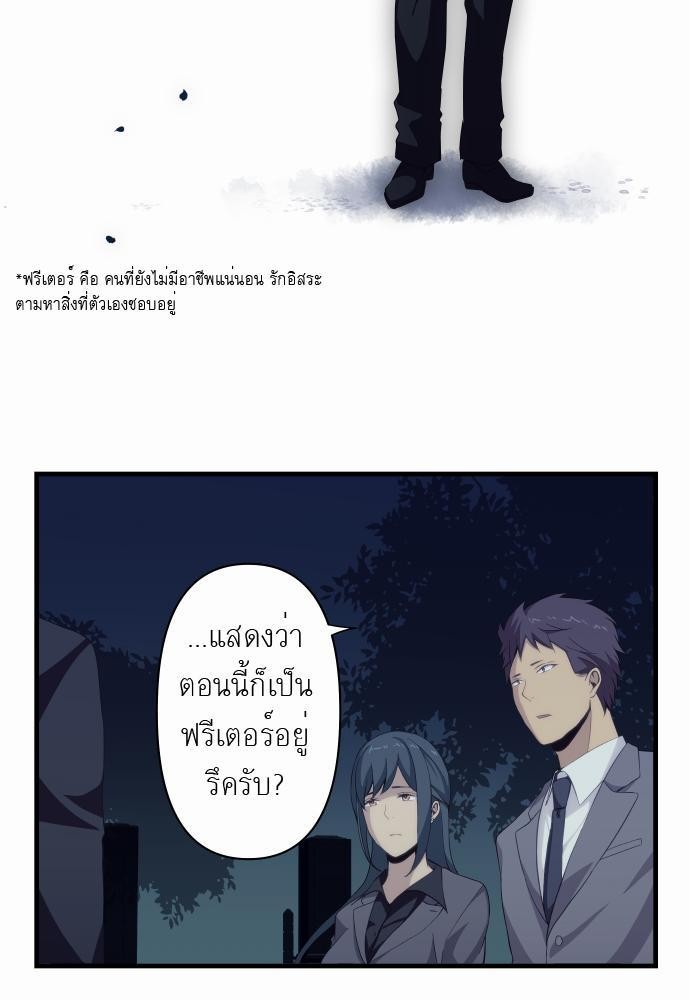 *ฟรีเตอร์ คือ คนที่ยังไม่มีอาชีพแน่นอน รักอิสระ
ตามหาสิ่งที่ตัวเองชอบอยู่
...แสดงว่า
ตอนนี้ก็เป็น
ฟรีเตอร์อยู่
รึครับ?